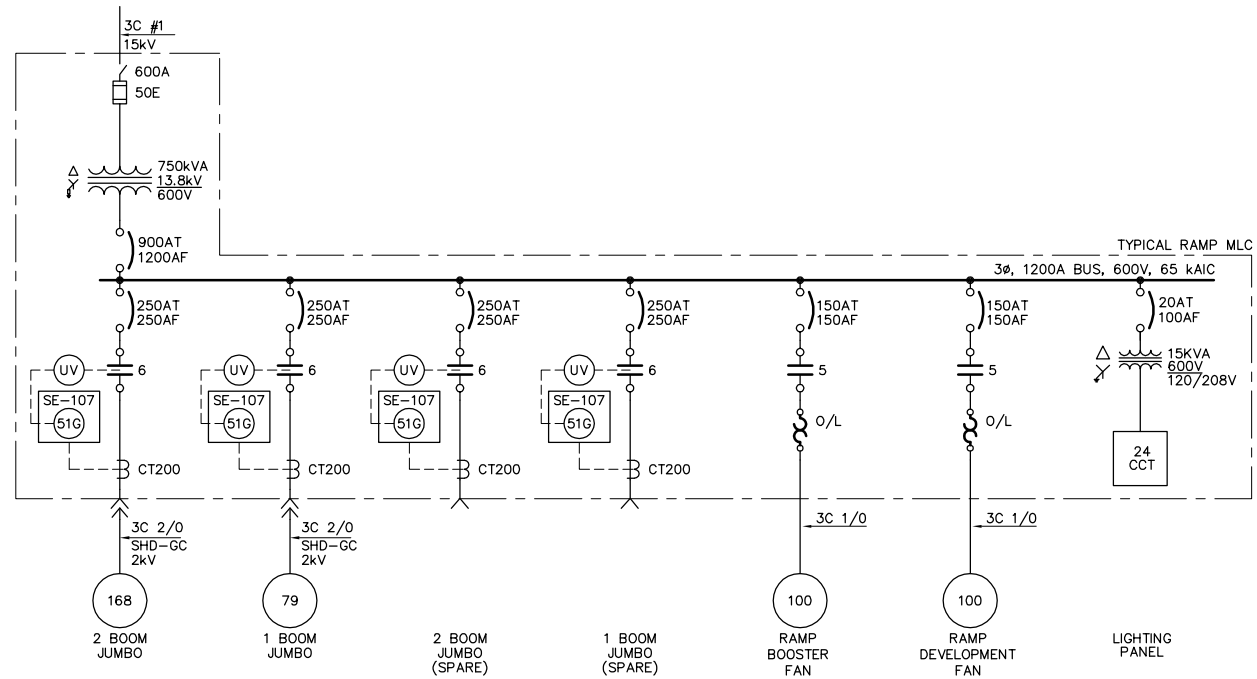 3C #1
15kV
600A
50E
750kVA
13.8kV
600V
Δ
Y
900AT
1200AF
TYPICAL RAMP MLC
3ø, 1200A BUS, 600V, 65 kAIC
250AT
250AF
250AT
250AF
250AT
250AF
250AT
250AF
150AT
150AF
150AT
150AF
20AT
100AF
UV
6
UV
6
UV
6
UV
6
5
5
Δ
Y
15KVA
600V
120/208V
SE-107
51G
SE-107
51G
SE-107
51G
SE-107
51G
O/L
O/L
24
CCT
CT200
CT200
CT200
CT200
3C 2/0
SHD-GC
2kV
3C 2/0
SHD-GC
2kV
3C 1/0
3C 1/0
168
79
100
100
2 BOOM
JUMBO
1 BOOM
JUMBO
2 BOOM
JUMBO
(SPARE)
1 BOOM
JUMBO
(SPARE)
RAMP
BOOSTER
FAN
RAMP
DEVELOPMENT
FAN
LIGHTING
PANEL